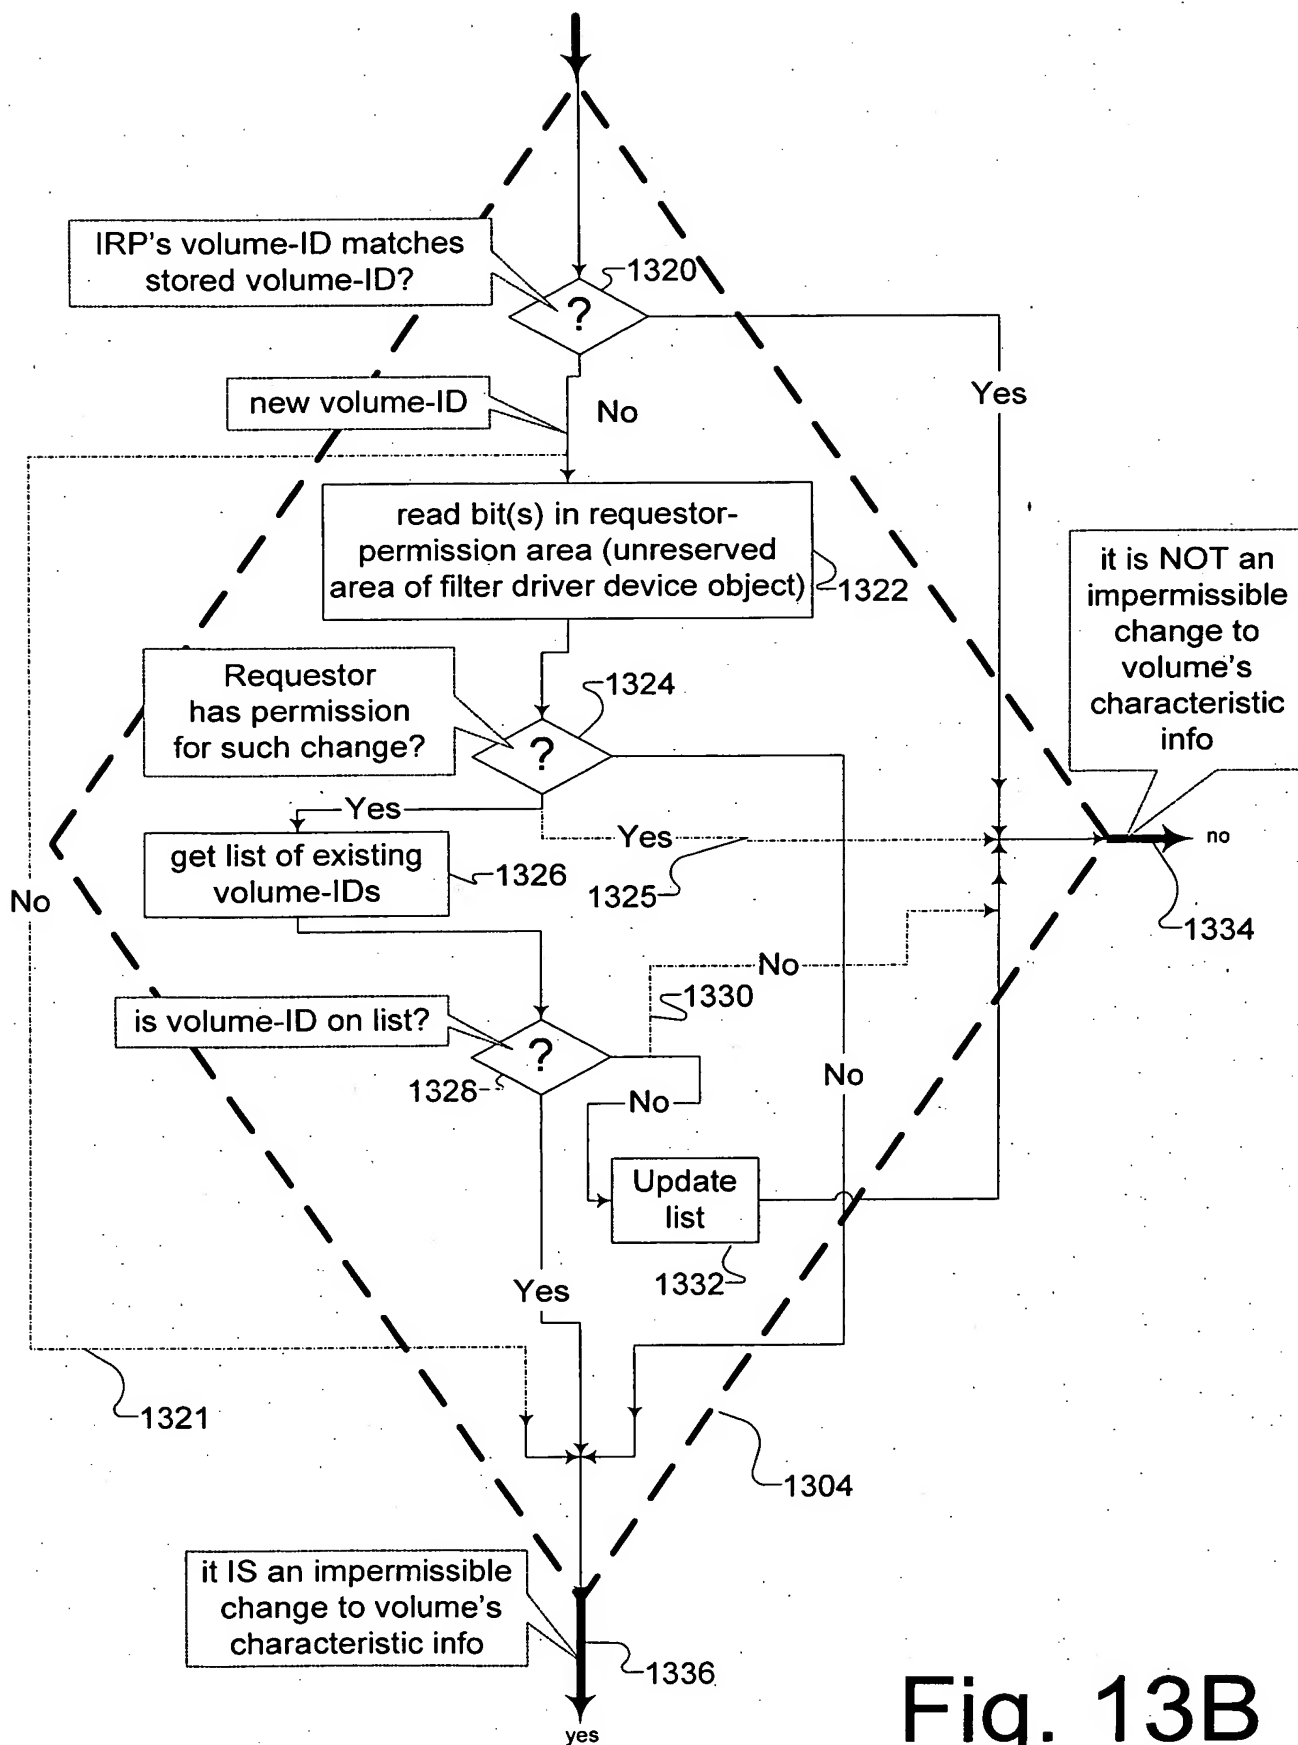 IRP's volume-ID matches
stored volume-ID?
1320
?
new volume-ID
No
Yes
read bit(s) in requestor-
permission area (unreserved
area of filter driver device object)
1322
it is NOT an
impermissible
change to
volume's
characteristic
info
Requestor
has permission
for such change?
1324
?
Yes
Yes
no
get list of existing
volume-IDs
1326
1325
No
1334
No
1330
is volume-ID on list?
?
1328
No
No
Update
list
1332
Yes
1321
1304
it IS an impermissible
change to volume's
characteristic info
1336
yes
Fig. 13B